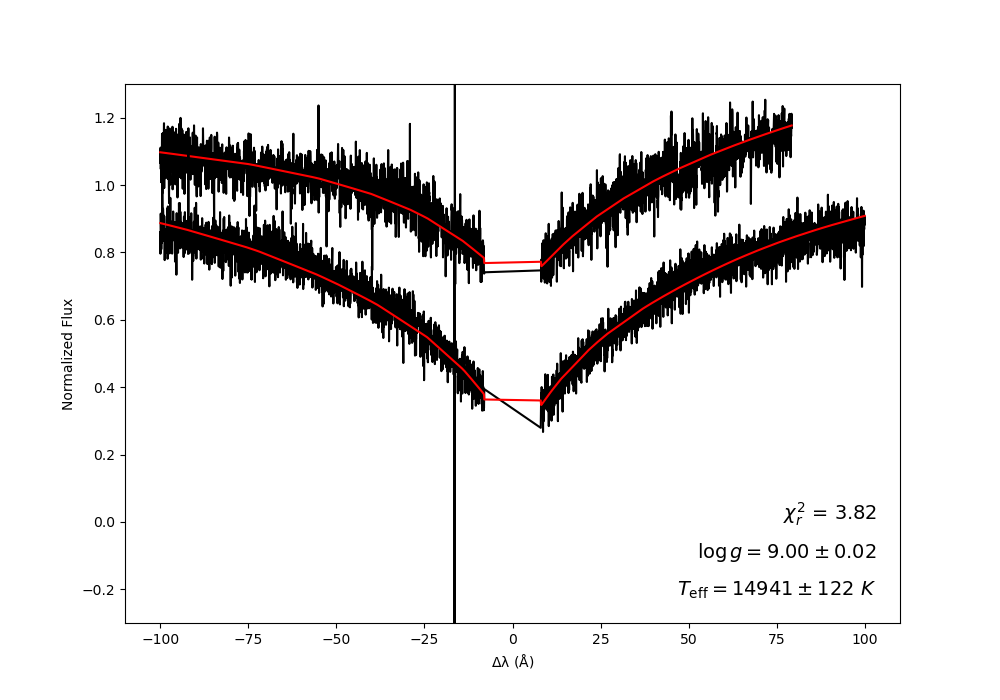 1.2
1.0
0.8
0.6
0.4
0.2
0.0
−0.2
Normalized Flux
χ²ᵣ = 3.82
log g = 9.00 ± 0.02
T_eff = 14941 ± 122 K
−100 −75 −50 −25 0 25 50 75 100
Δλ (Å)